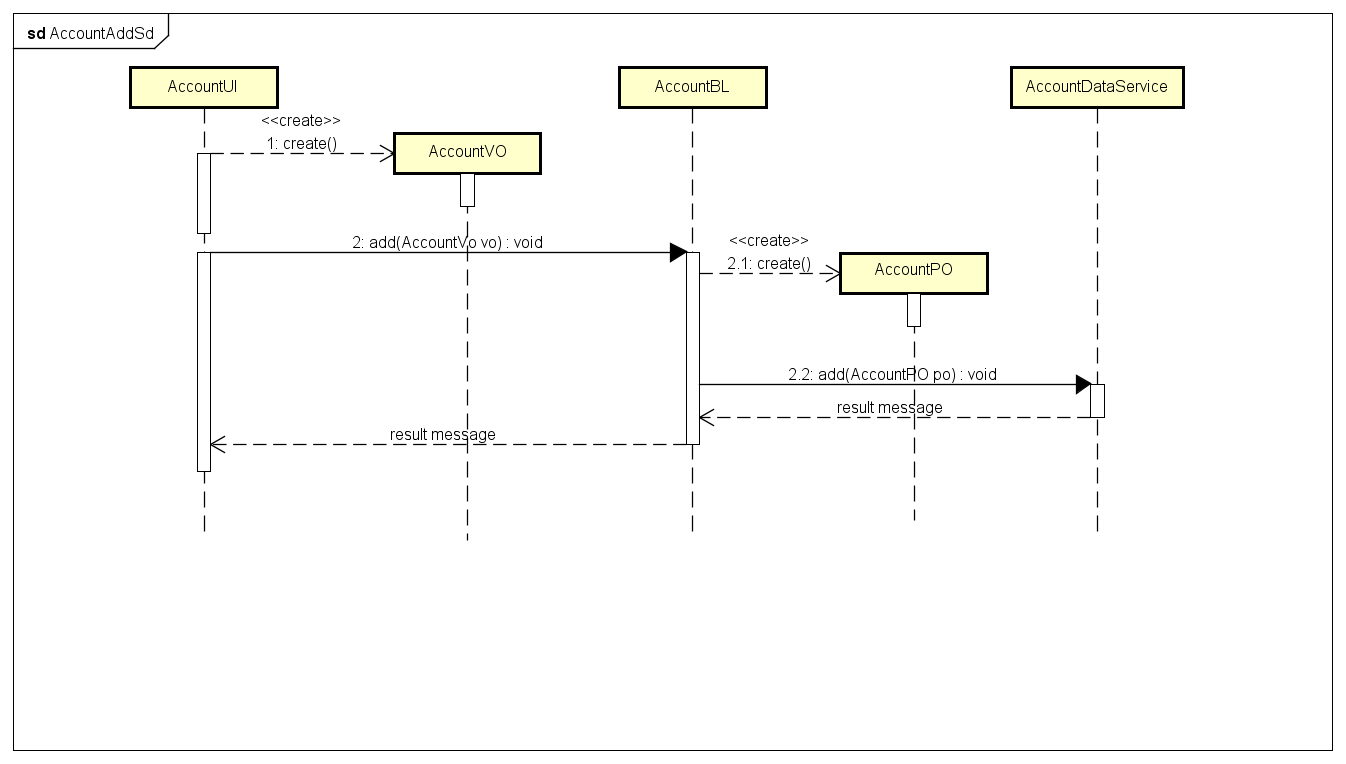 sd AccountAddSd
AccountUI
AccountBL
AccountDataService
<<create>>
1: create()
AccountVO
2: add(AccountVo vo) : void
<<create>>
2.1: create()
AccountPO
2.2: add(AccountPO po) : void
result message
result message